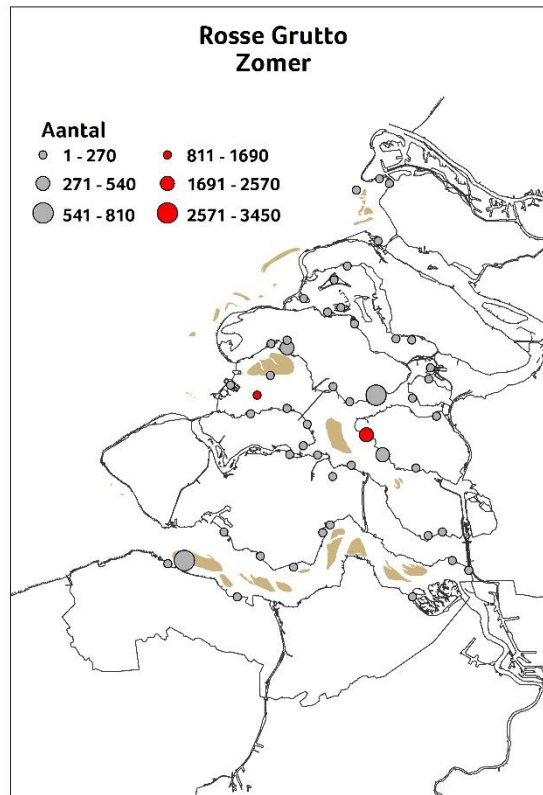 Rosse Grutto
Zomer
Aantal
1 - 270
271 - 540
541 - 810
811 - 1690
1691 - 2570
2571 - 3450